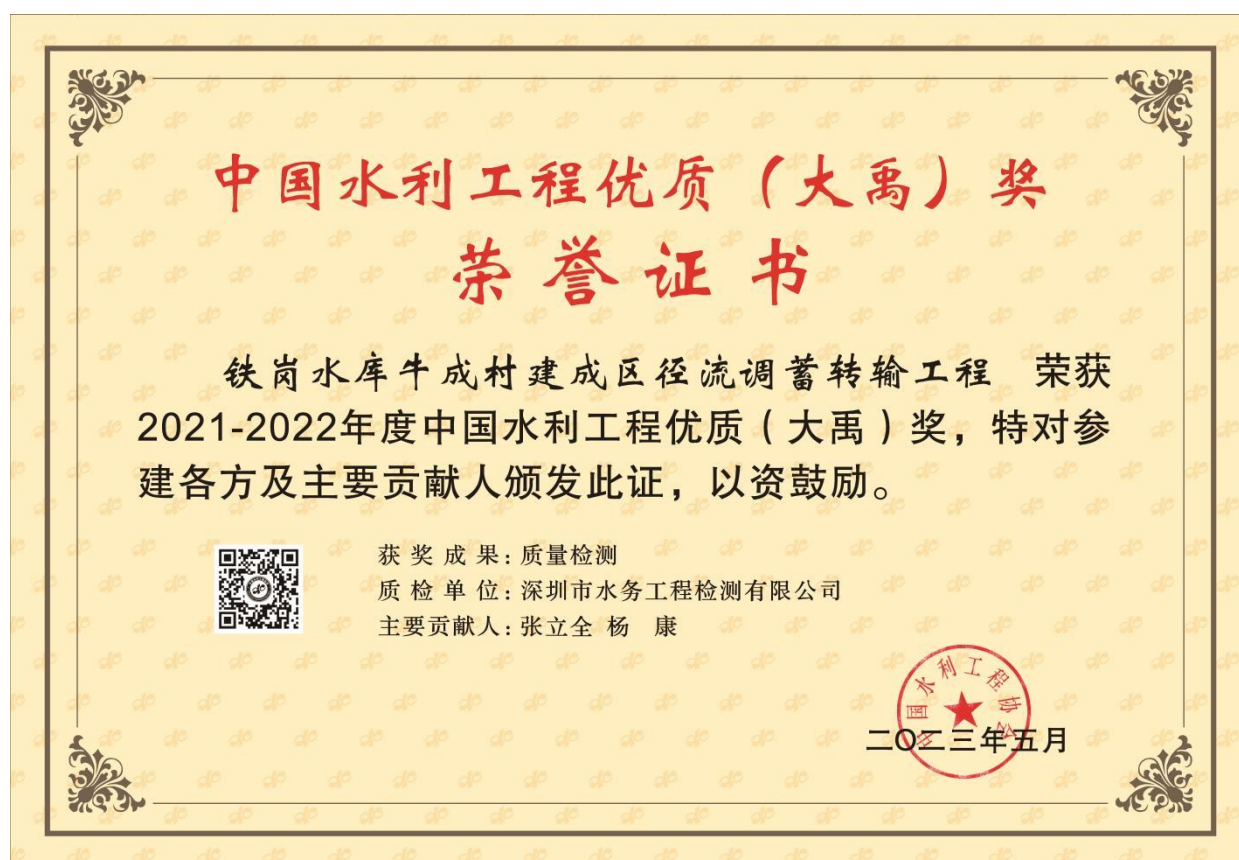 中国水利工程优质（大禹）奖
荣誉证书
铁岗水库牛成村建成区径流调蓄转输工程 荣获
2021-2022年度中国水利工程优质（大禹）奖，特对参
建各方及主要贡献人颁发此证，以资鼓励。
获奖成果：质量检测
质检单位：深圳市水务工程检测有限公司
主要贡献人：张立全 杨 康
中国水利工程协会
二〇二三年五月